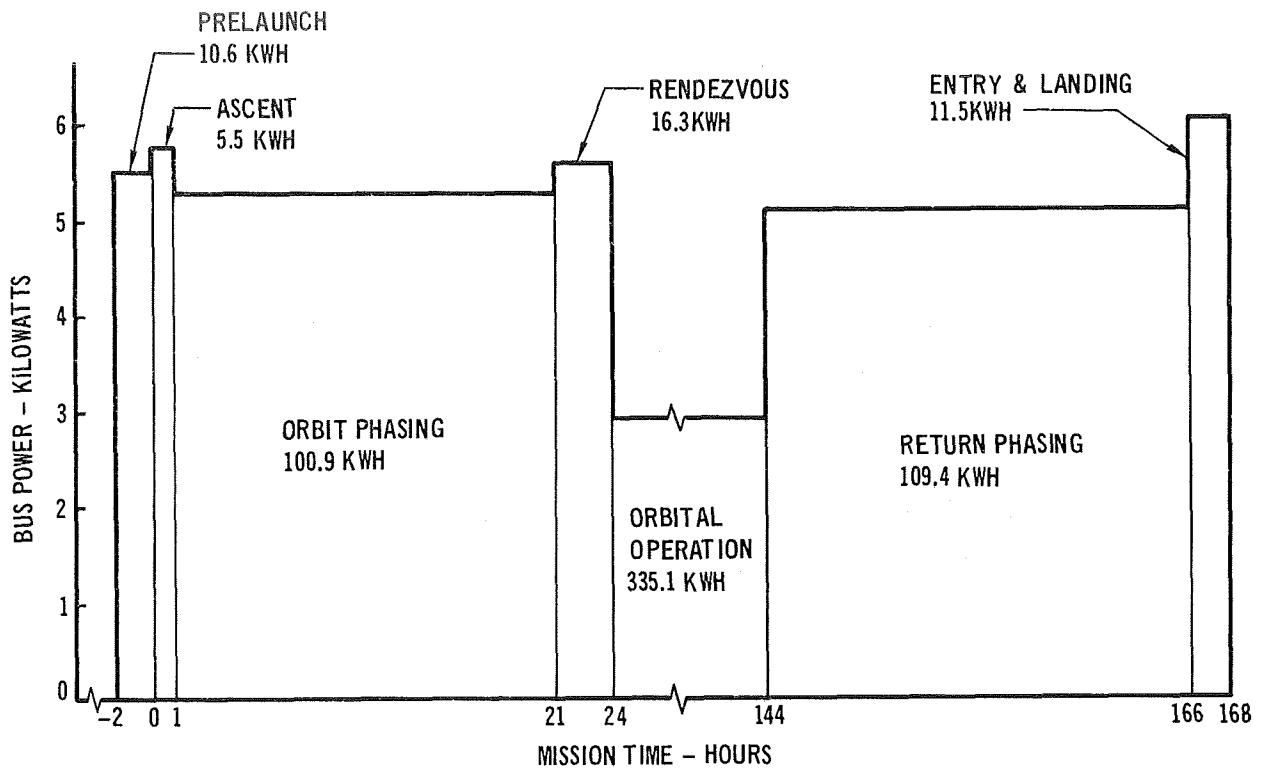 PRELAUNCH
10.6 KWH
ASCENT
5.5 KWH
RENDEZVOUS
16.3KWH
ENTRY & LANDING
11.5KWH
6
5
4
3
2
1
0
BUS POWER – KiLOWATTS
ORBIT PHASING
100.9 KWH
ORBITAL
OPERATION
335.1 KWH
RETURN PHASING
109.4 KWH
-2 0 1 21 24 144 166 168
MISSION TIME – HOURS